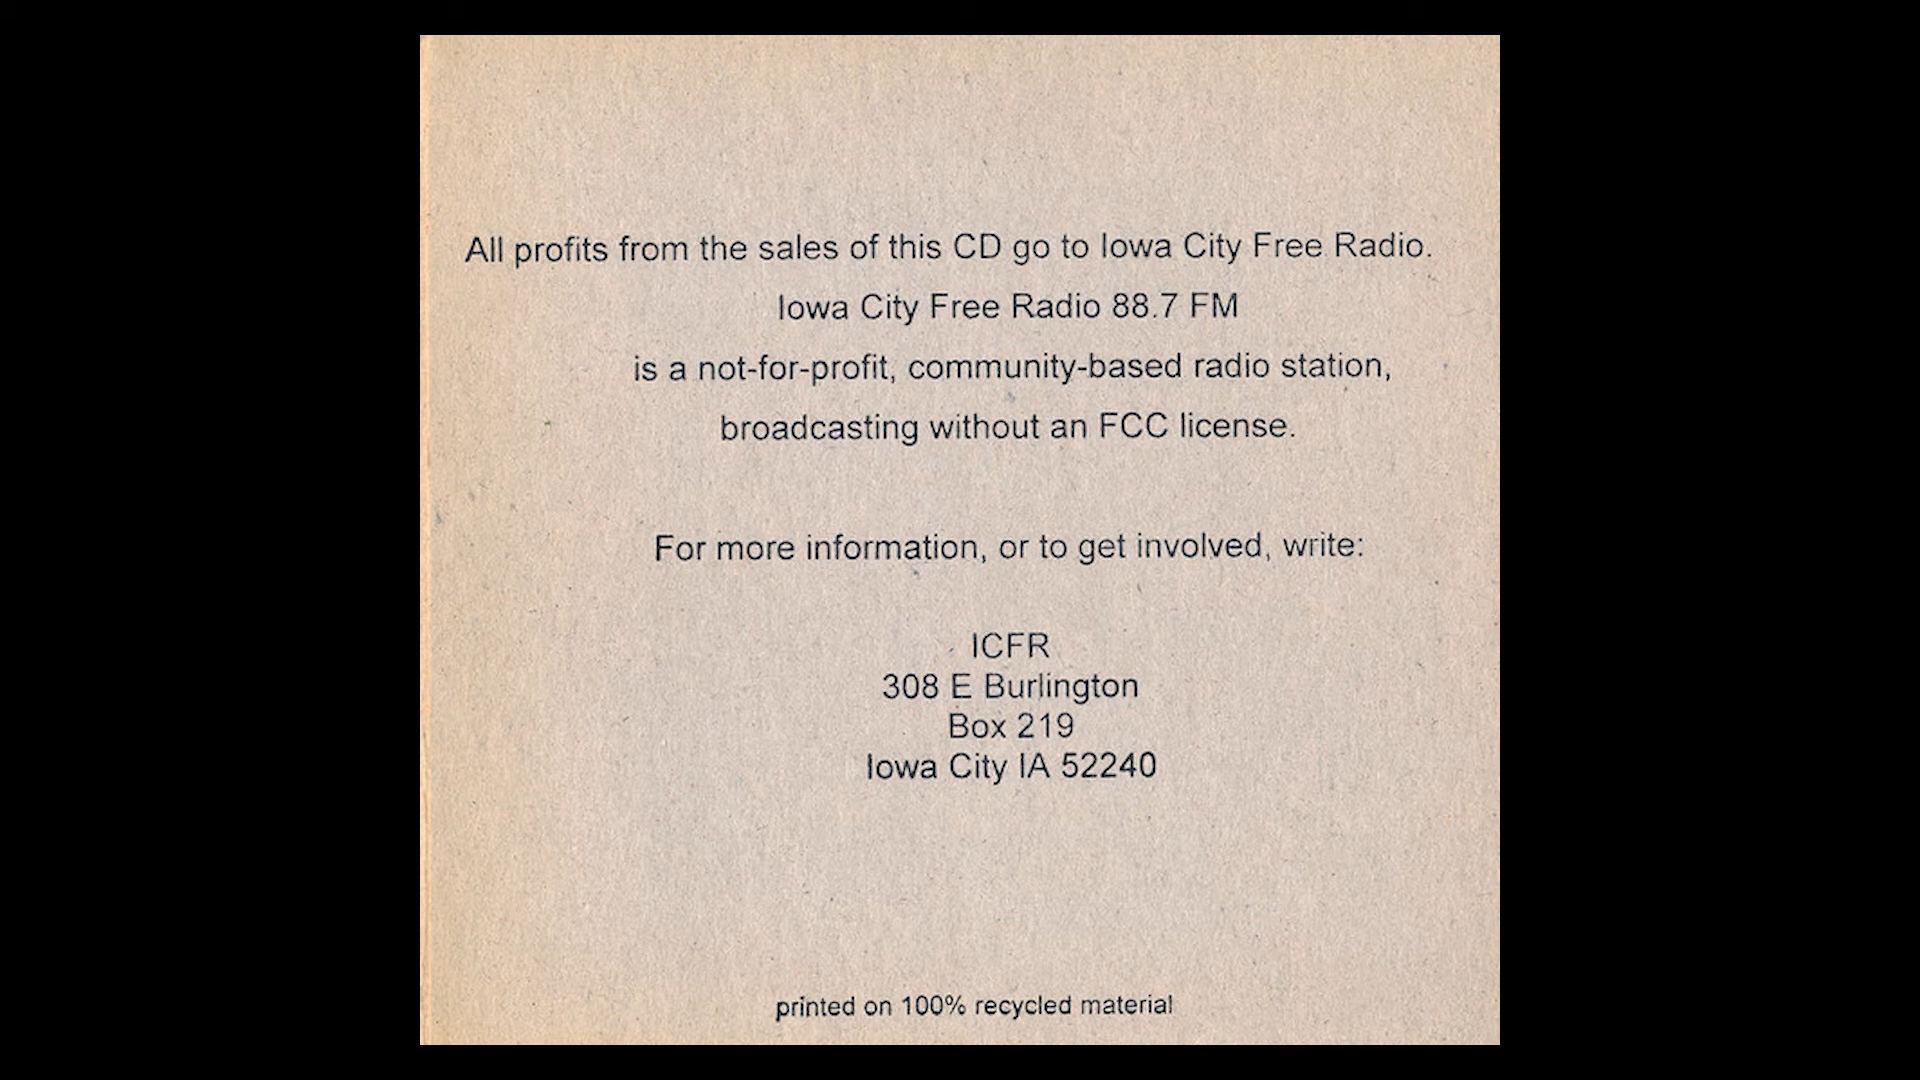 All profits from the sales of this CD go to Iowa City Free Radio.
Iowa City Free Radio 88.7 FM
is a not-for-profit, community-based radio station,
broadcasting without an FCC license.
For more information, or to get involved, write:
ICFR
308 E Burlington
Box 219
Iowa City IA 52240
printed on 100% recycled material